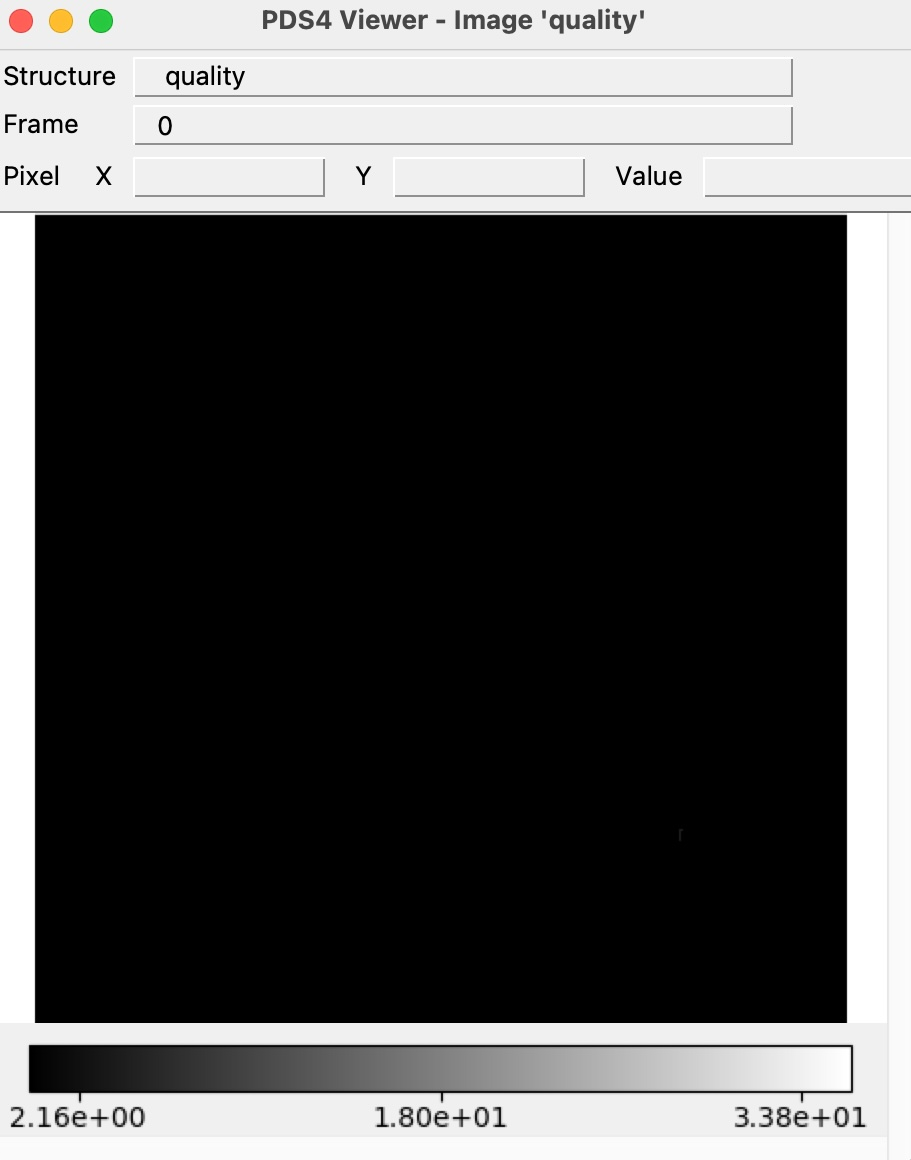 PDS4 Viewer - Image 'quality'
Structure quality
Frame 0
Pixel X Y Value
2.16e+00 1.80e+01 3.38e+01